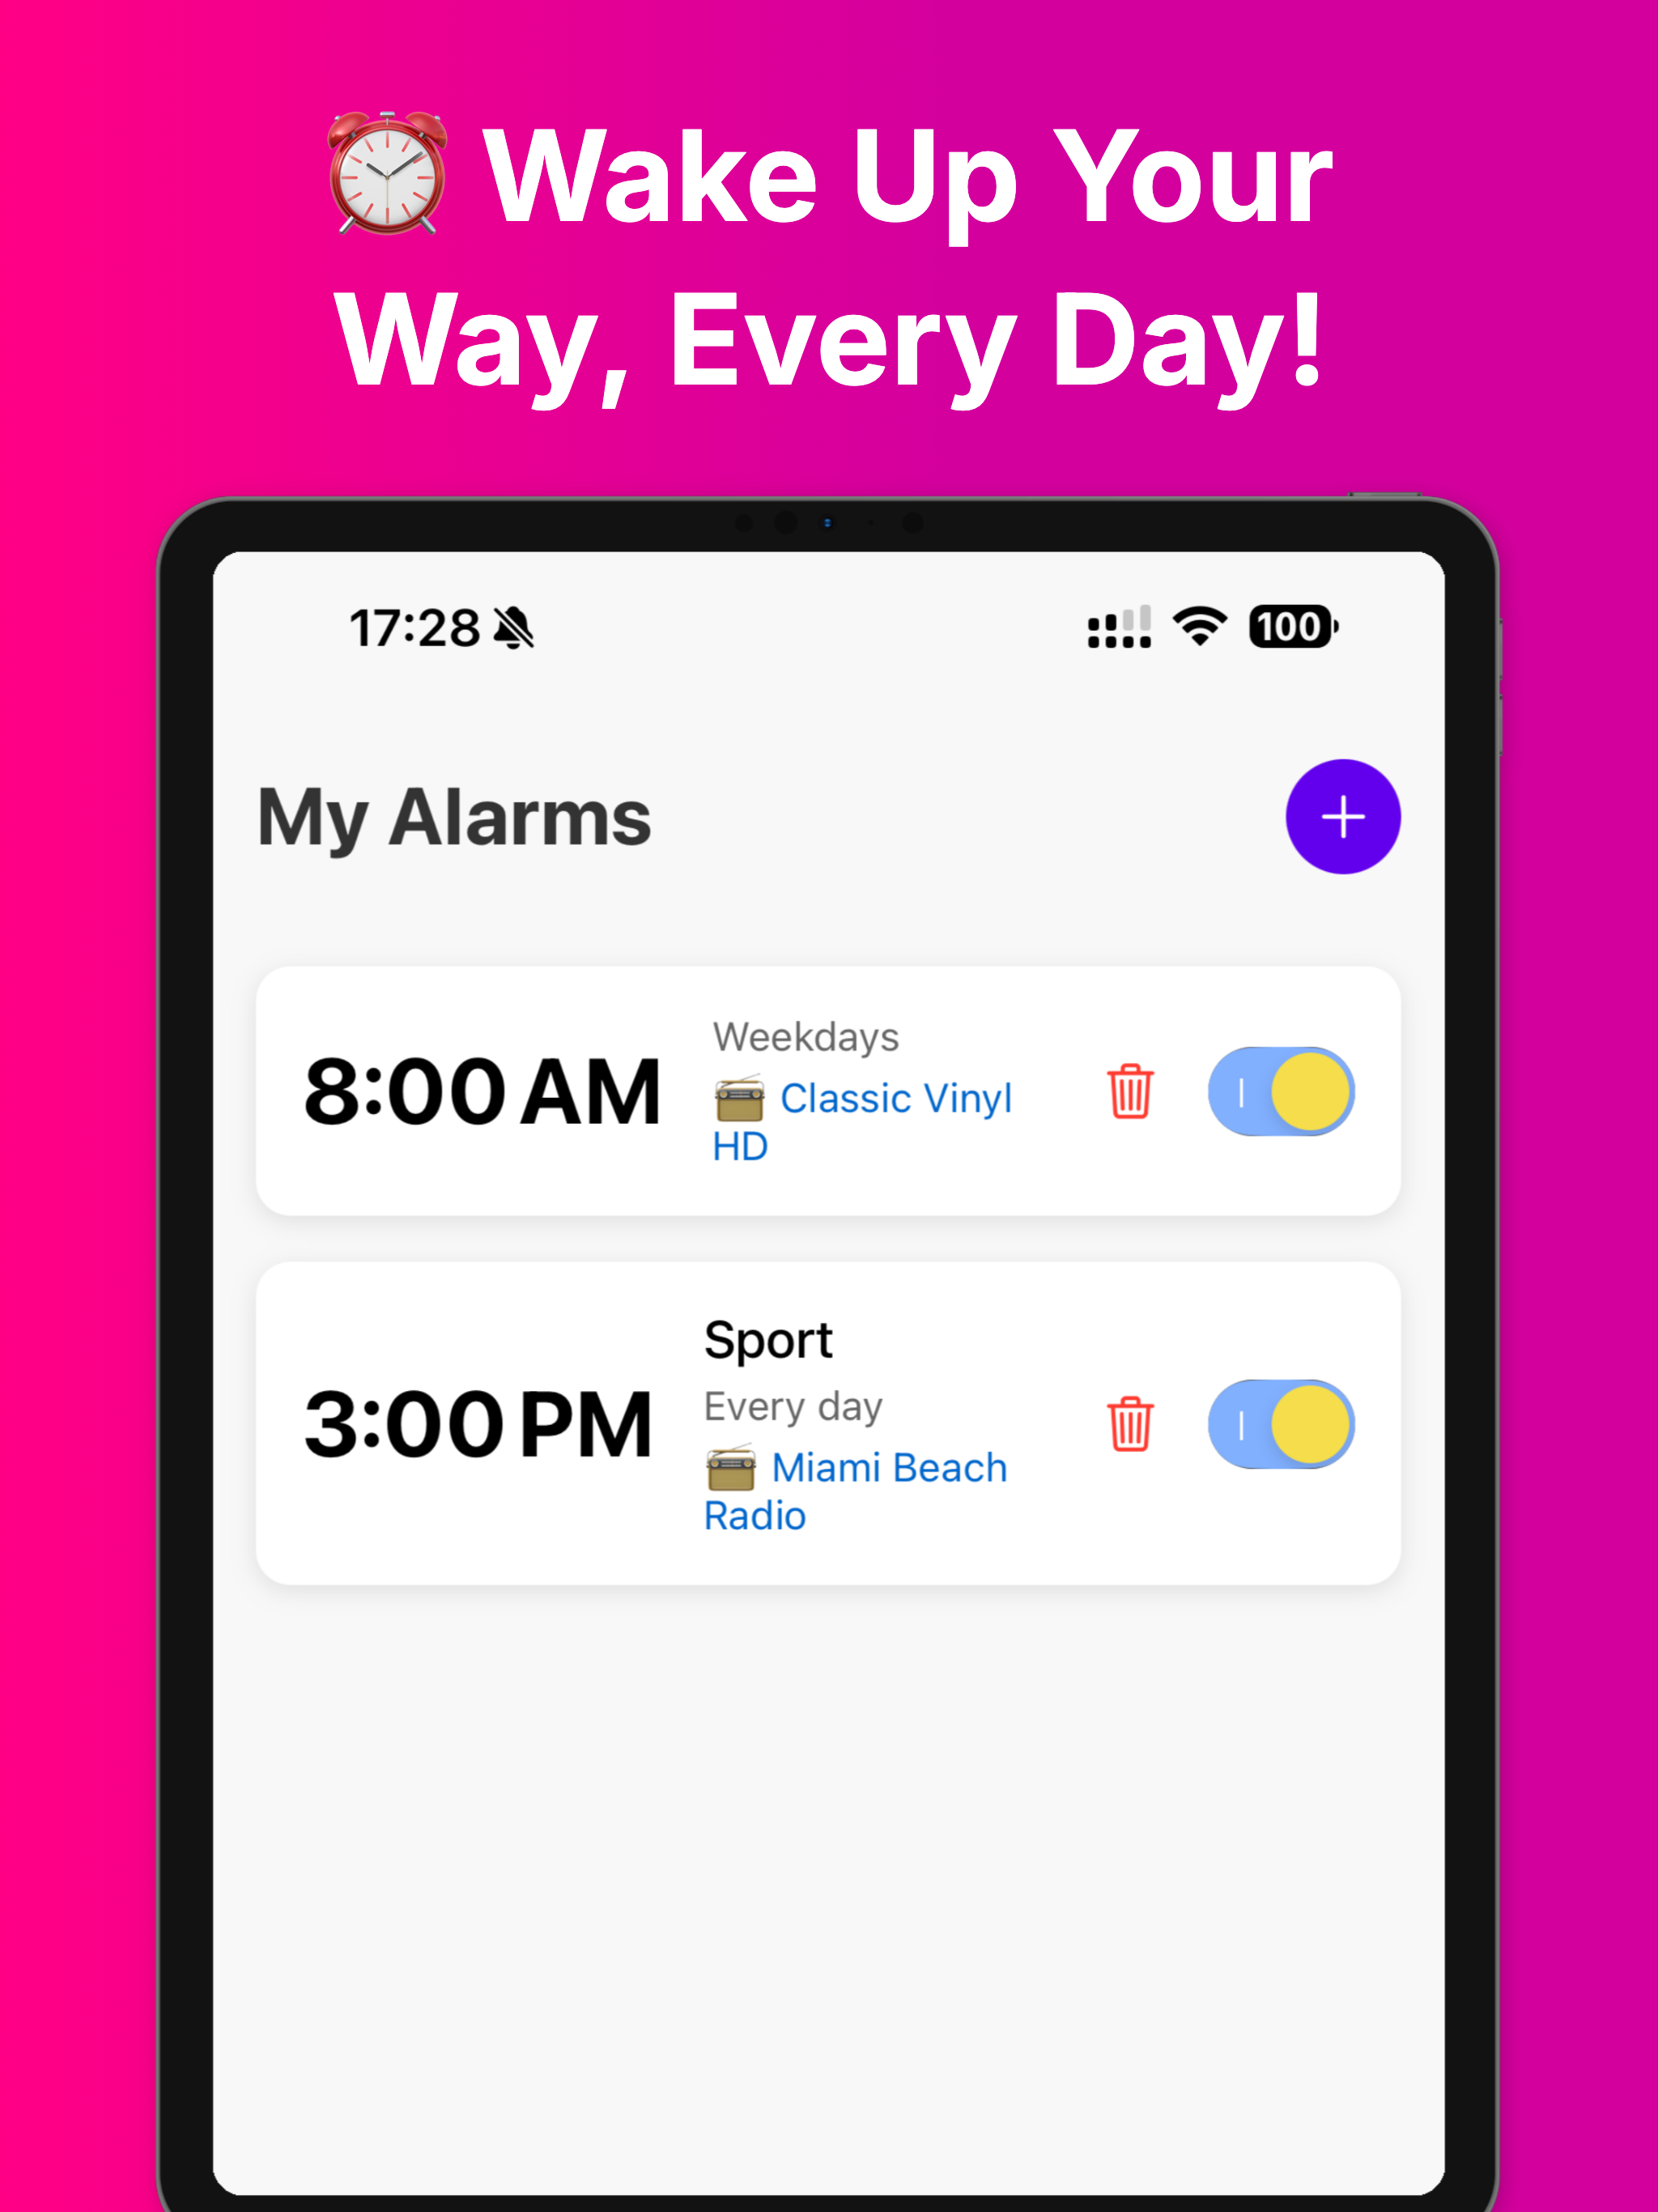 ⏰ Wake Up Your
Way, Every Day!
17:28
100
My Alarms
8:00 AM
Weekdays
📻 Classic Vinyl
HD
3:00 PM
Sport
Every day
📻 Miami Beach
Radio